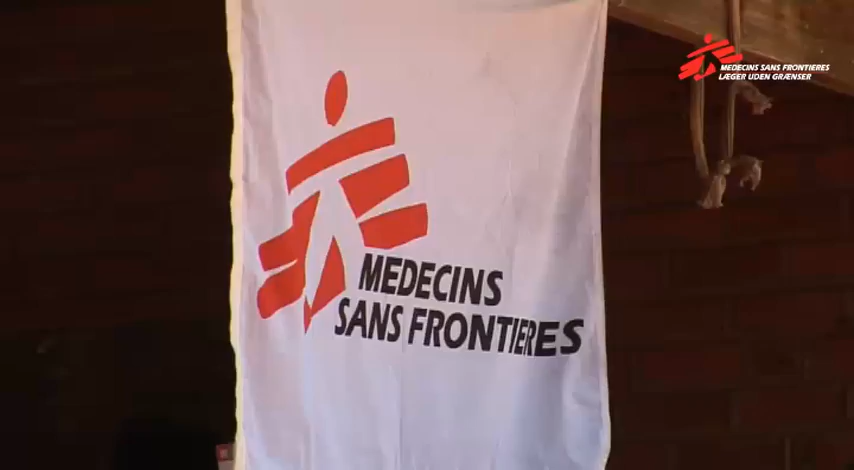 MEDECINS SANS FRONTIERES
LÆGER UDEN GRÆNSER
MEDECINS
SANS FRONTIERES